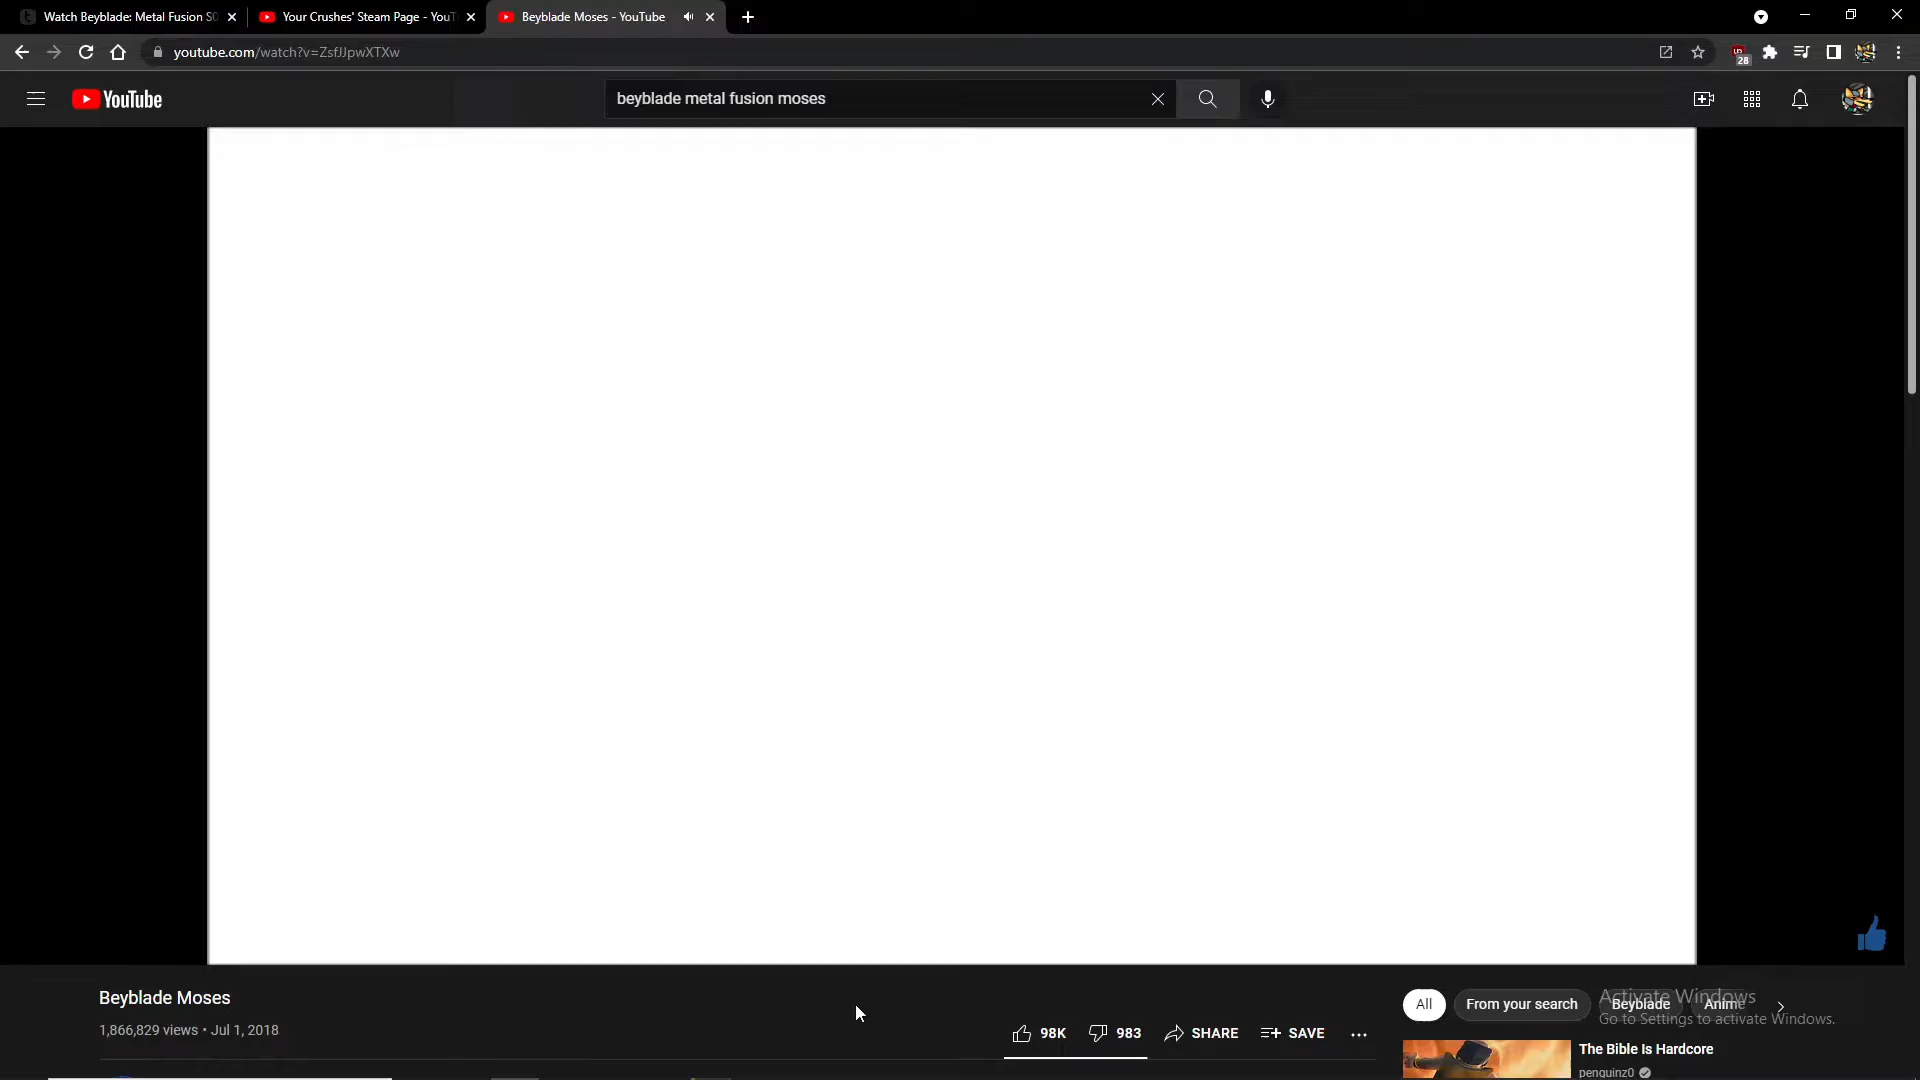 Watch Beyblade: Metal Fusion S0
Your Crushes' Steam Page - YouT
Beyblade Moses - YouTube
youtube.com/watch?v=ZsfJJpwXTXw
28
YouTube
beyblade metal fusion moses
Beyblade Moses
1,866,829 views • Jul 1, 2018
98K
983
SHARE
SAVE
All
From your search
Beyblade
Anime
Activate Windows
Go to Settings to activate Windows.
The Bible Is Hardcore
penguinz0